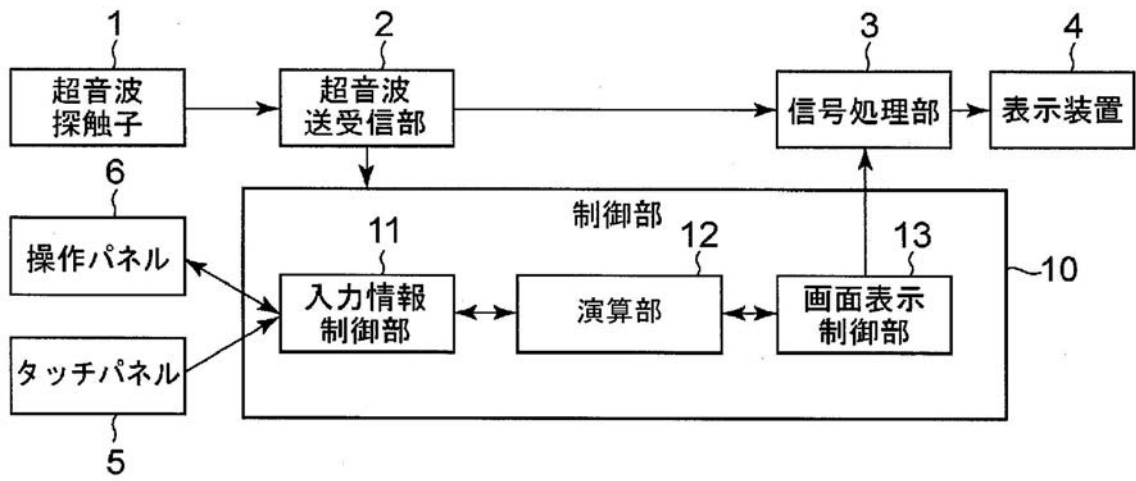 1
2
3
4
超音波
探触子
超音波
送受信部
信号処理部
表示装置
6
制御部
操作パネル
11
12
13
10
入力情報
制御部
演算部
画面表示
制御部
タッチパネル
5